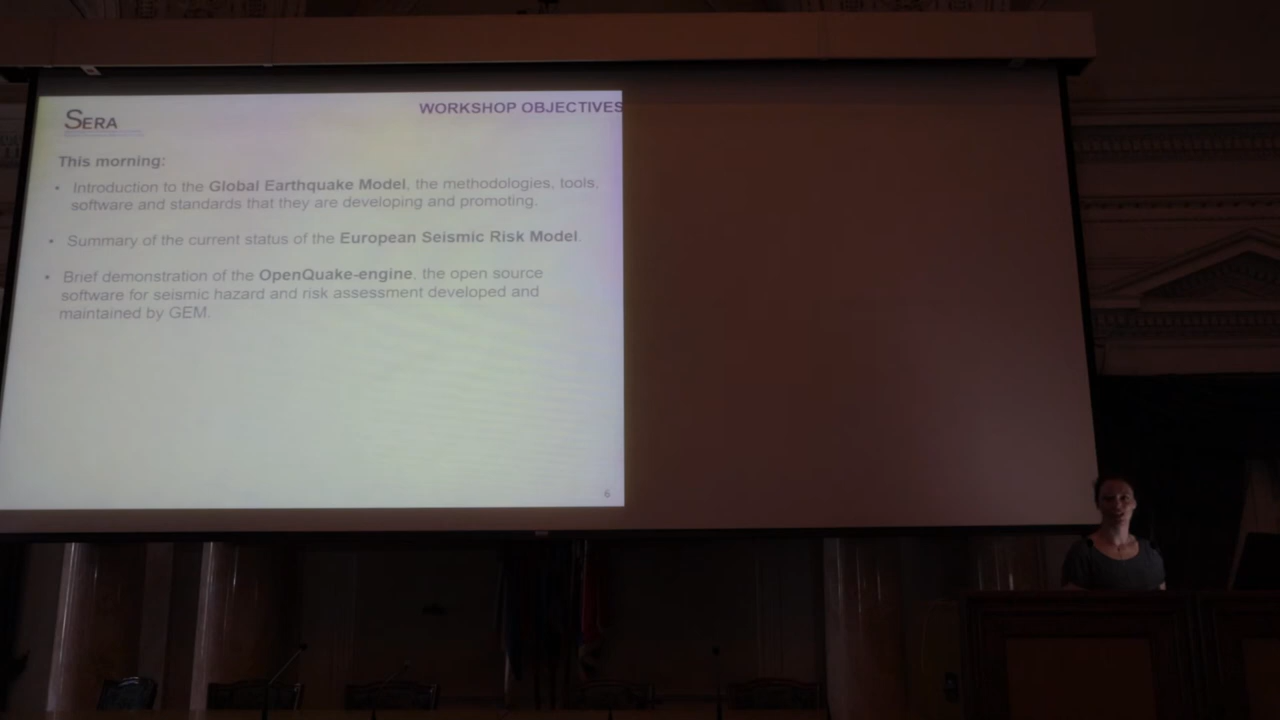 SERA
WORKSHOP OBJECTIVES
This morning:
• Introduction to the Global Earthquake Model, the methodologies, tools,
software and standards that they are developing and promoting.
• Summary of the current status of the European Seismic Risk Model.
• Brief demonstration of the OpenQuake-engine, the open source
software for seismic hazard and risk assessment developed and
maintained by GEM.
6